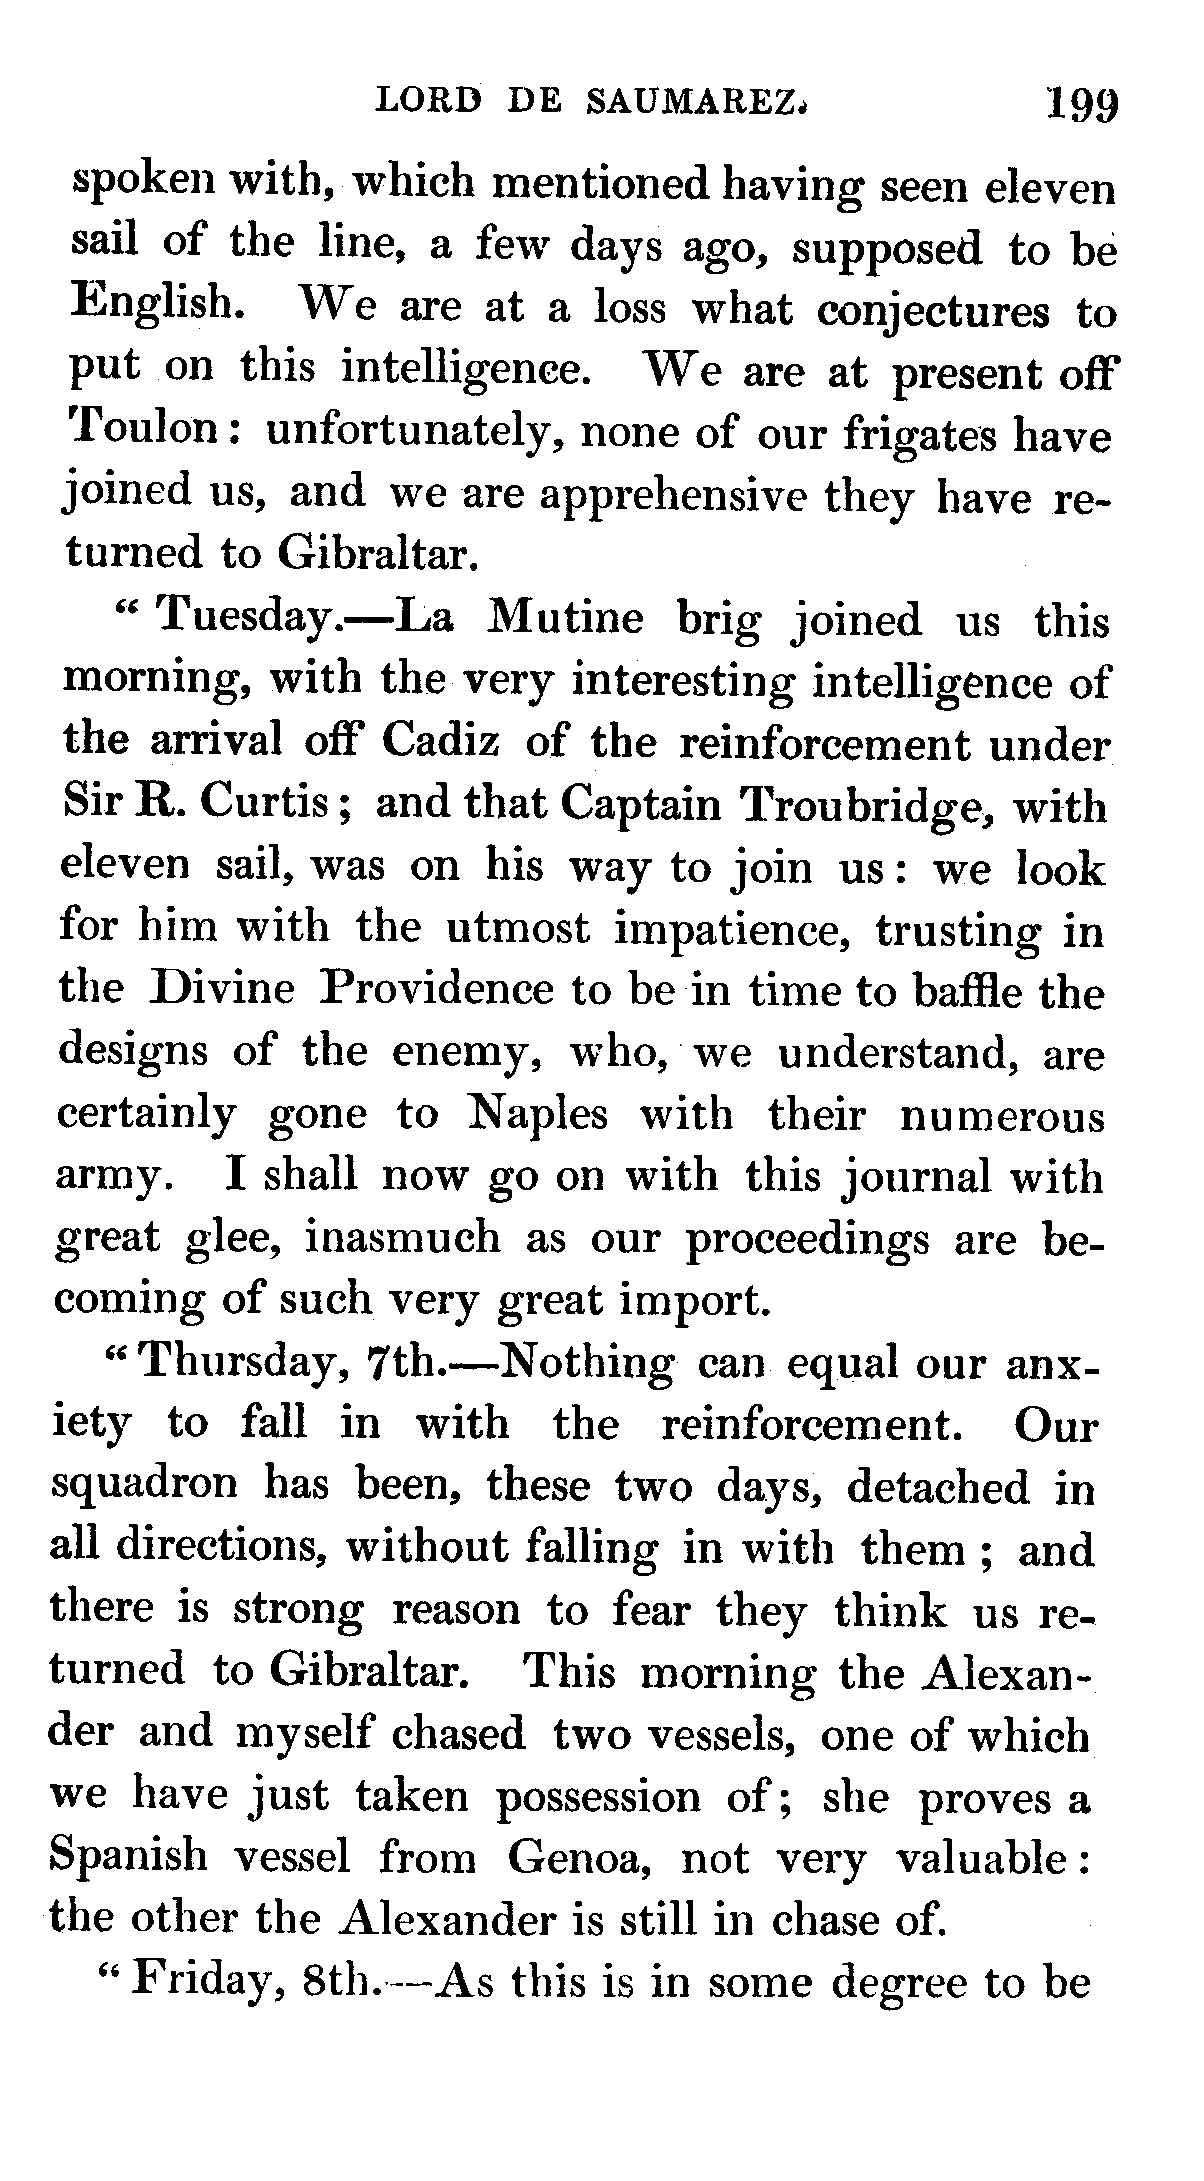 LORD DE SAUMAREZ. 199
spoken with, which mentioned having seen eleven
sail of the line, a few days ago, supposed to be
English. We are at a loss what conjectures to
put on this intelligence. We are at present off
Toulon : unfortunately, none of our frigates have
joined us, and we are apprehensive they have re-
turned to Gibraltar.
“ Tuesday.—La Mutine brig joined us this
morning, with the very interesting intelligence of
the arrival off Cadiz of the reinforcement under
Sir R. Curtis ; and that Captain Troubridge, with
eleven sail, was on his way to join us : we look
for him with the utmost impatience, trusting in
the Divine Providence to be in time to baffle the
designs of the enemy, who, we understand, are
certainly gone to Naples with their numerous
army. I shall now go on with this journal with
great glee, inasmuch as our proceedings are be-
coming of such very great import.
“ Thursday, 7th.—Nothing can equal our anx-
iety to fall in with the reinforcement. Our
squadron has been, these two days, detached in
all directions, without falling in with them ; and
there is strong reason to fear they think us re-
turned to Gibraltar. This morning the Alexan-
der and myself chased two vessels, one of which
we have just taken possession of ; she proves a
Spanish vessel from Genoa, not very valuable :
the other the Alexander is still in chase of.
“ Friday, 8th.—As this is in some degree to be